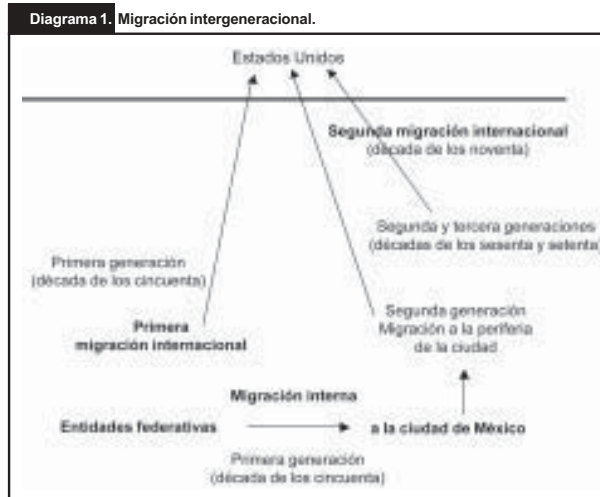 Diagrama 1. Migración intergeneracional.
Estados Unidos
Segunda migración internacional
(década de los noventa)
Segunda y tercera generaciones
(décadas de los sesenta y setenta)
Primera generación
(década de los cincuenta)
Primera
migración internacional
Segunda generación
Migración a la periferia
de la ciudad
Migración interna
Entidades federativas
a la ciudad de México
Primera generación
(década de los cincuenta)